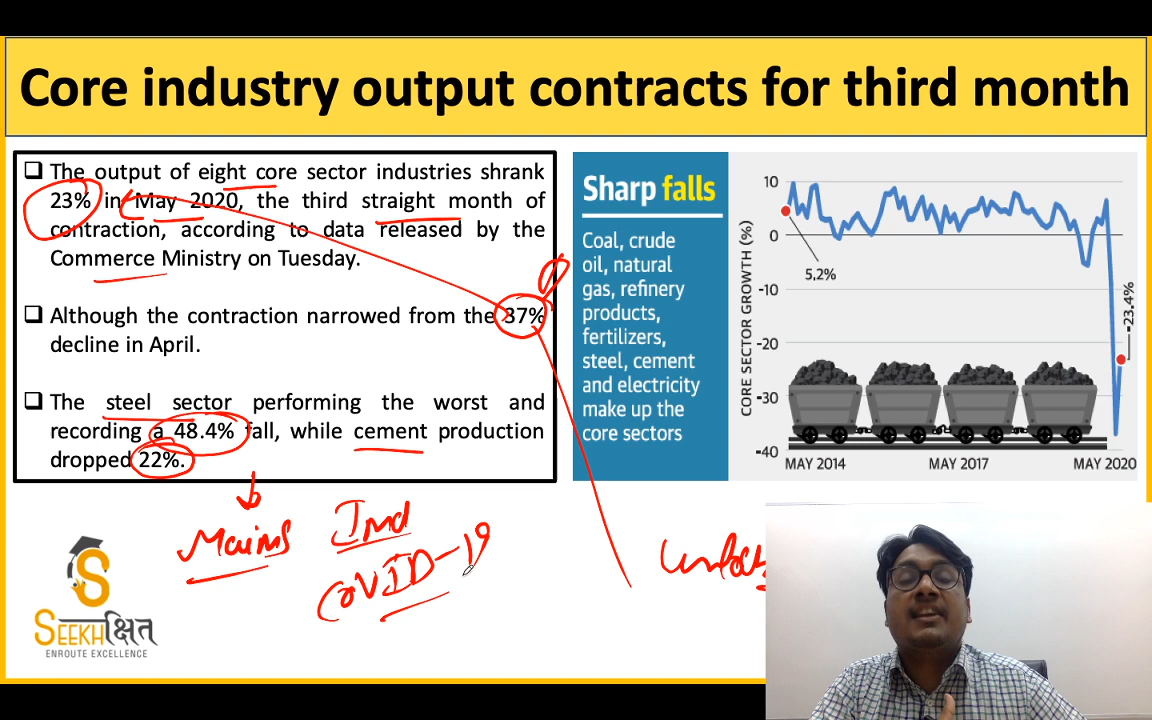 Core industry output contracts for third month
❑ The output of eight core sector industries shrank
23% in May 2020, the third straight month of
contraction, according to data released by the
Commerce Ministry on Tuesday.
❑ Although the contraction narrowed from the 37%
decline in April.
❑ The steel sector performing the worst and
recording a 48.4% fall, while cement production
dropped 22%.
Sharp falls
Coal, crude
oil, natural
gas, refinery
products,
fertilizers,
steel, cement
and electricity
make up the
core sectors
CORE SECTOR GROWTH (%)
10
0
-10
-20
-30
-40
5,2%
-23.4%
MAY 2014
MAY 2017
MAY 2020
Mains
Ind
COVID-19
S
SEEKHक्षित
ENROUTE EXCELLENCE